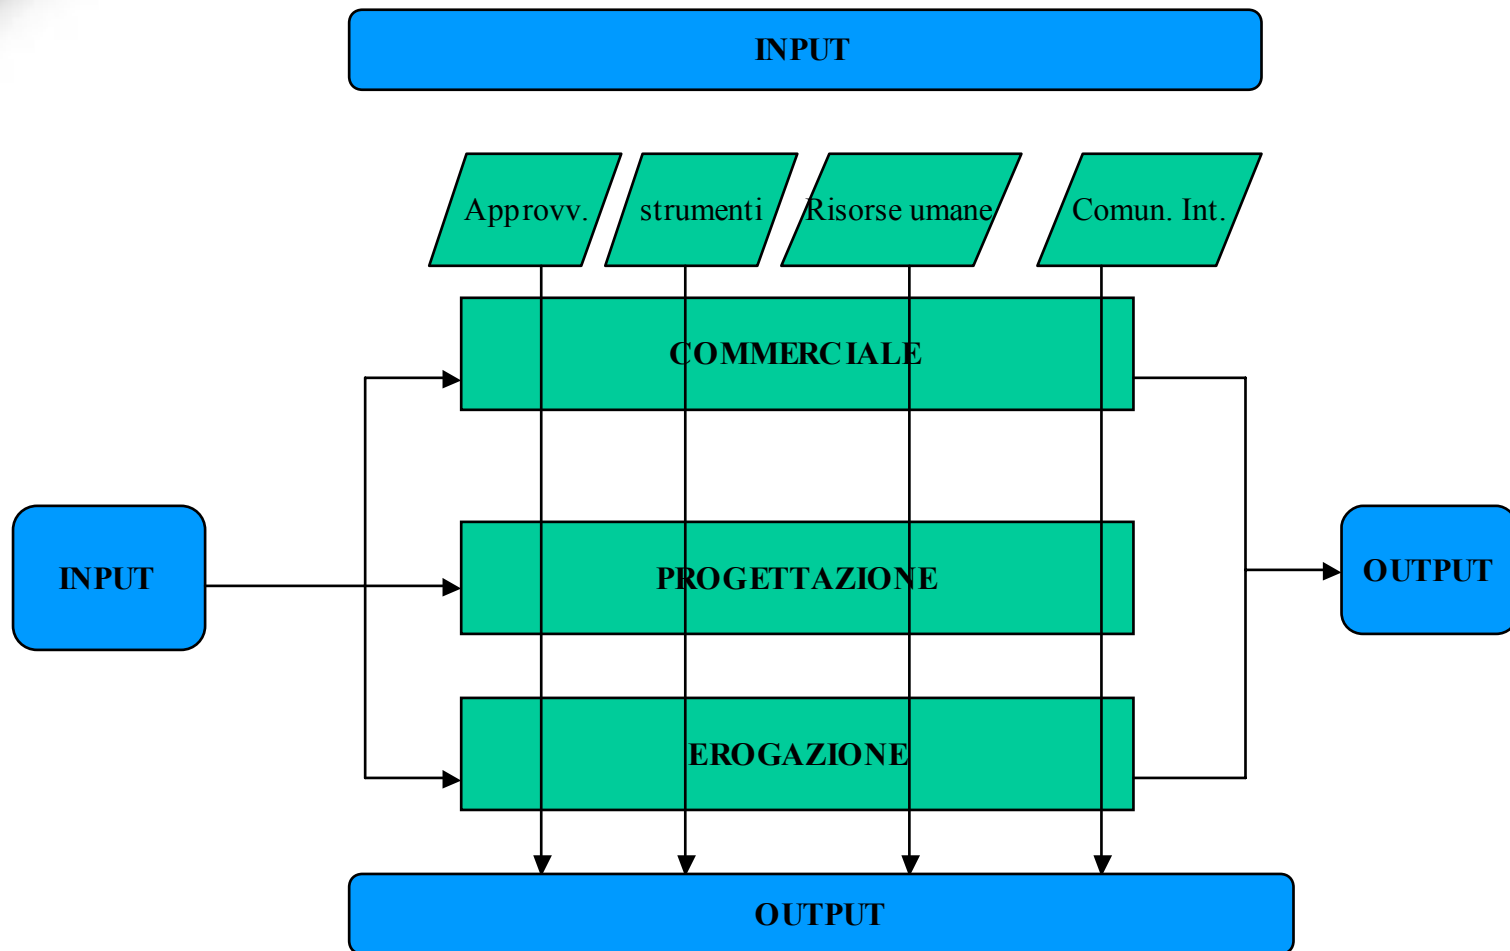 INPUT
Approvv.
strumenti
Risorse umane
Comun. Int.
COMMERCIALE
INPUT
PROGETTAZIONE
OUTPUT
EROGAZIONE
OUTPUT